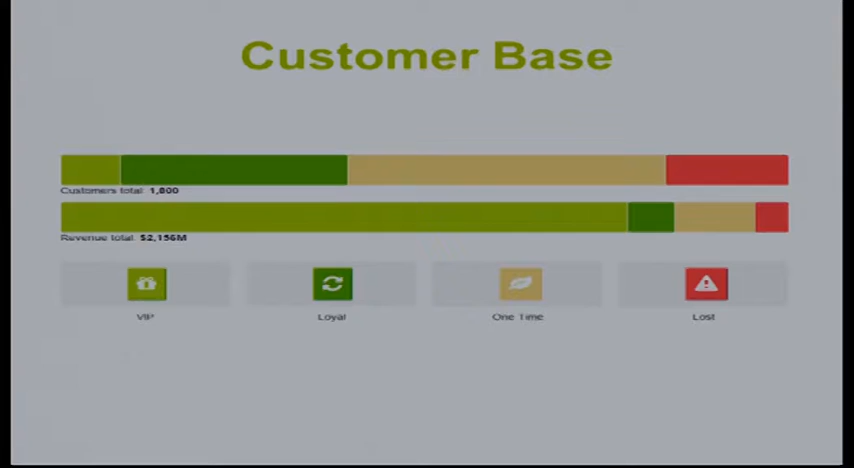 Customer Base
Customers total: 1,800
Revenue total: $2,156M
VIP
Loyal
One Time
Lost